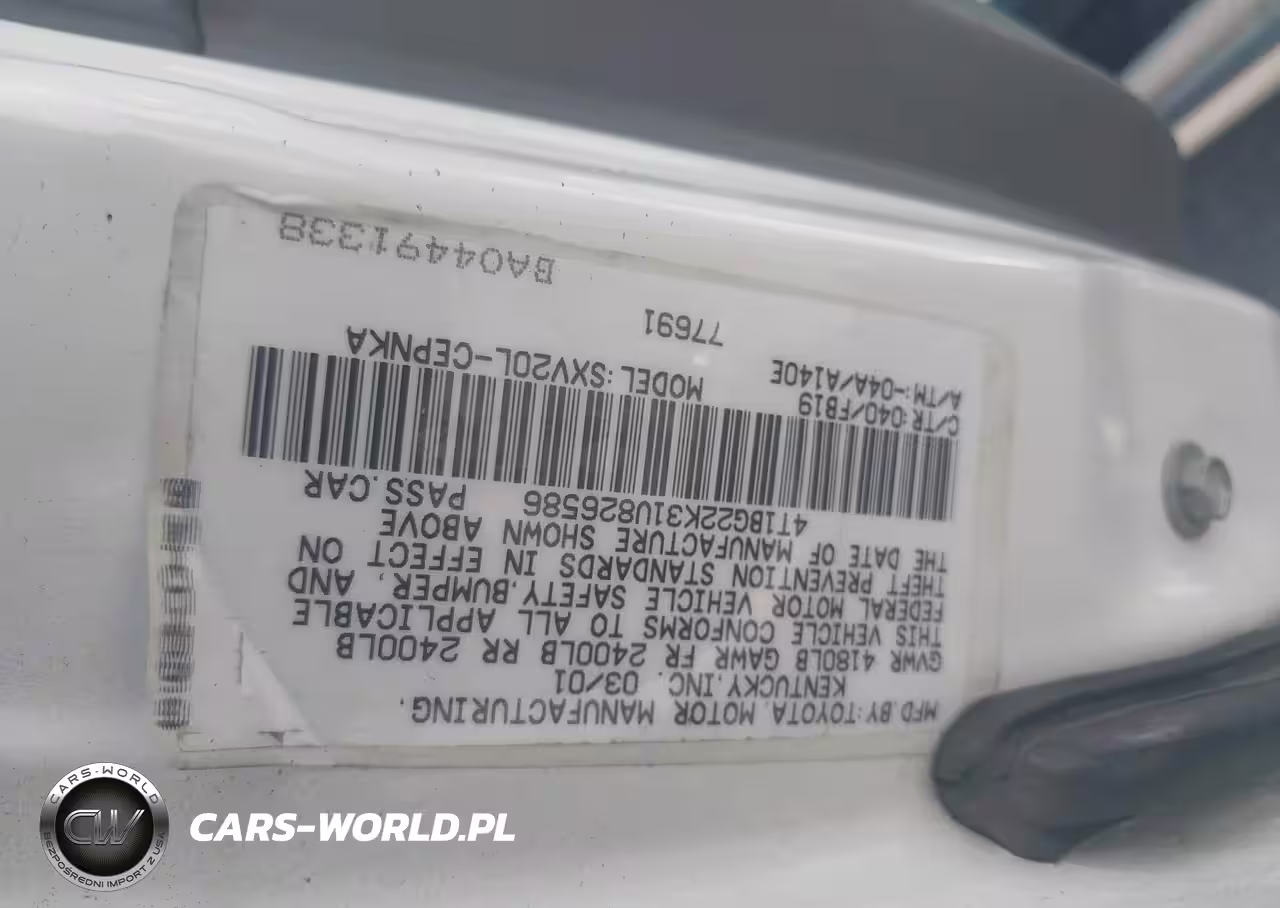 MFD.BY:TOYOTA MOTOR MANUFACTURING,
KENTUCKY,INC. 03/01
GVWR 4180LB GAWR FR 2400LB RR 2400LB
THIS VEHICLE CONFORMS TO ALL APPLICABLE
FEDERAL MOTOR VEHICLE SAFETY,BUMPER, AND
THEFT PREVENTION STANDARDS IN EFFECT ON
THE DATE OF MANUFACTURE SHOWN ABOVE
4T1BG22K31U826586 PASS.CAR
C/TR:040/FB19 MODEL:SXV20L-CEPNKA
A/TM:-04A/A140E
77691
BA04491338
CARS-WORLD
CW
BEZPOŚREDNI IMPORT Z USA
CARS-WORLD.PL